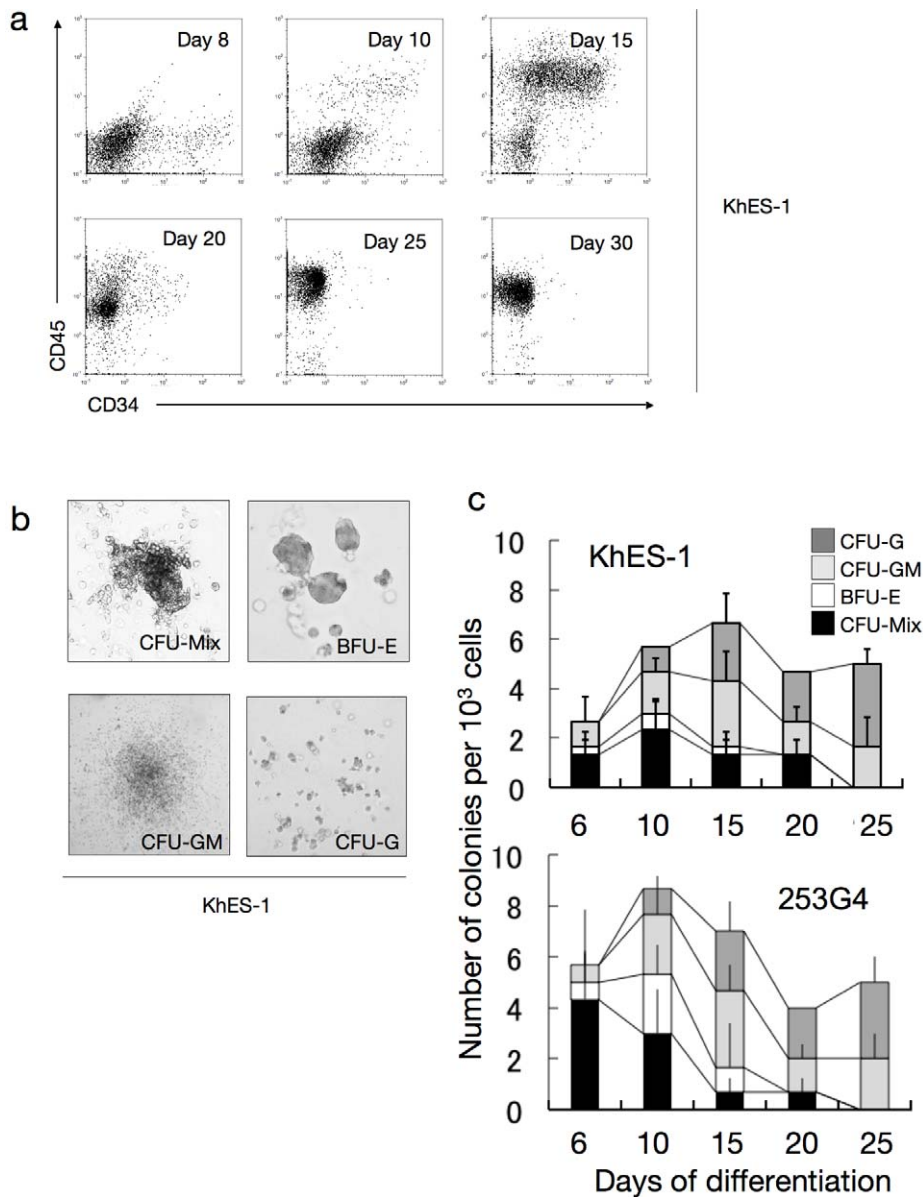 a
Day 8
Day 10
Day 15
KhES-1
Day 20
Day 25
Day 30
CD45
CD34
b
CFU-Mix
BFU-E
CFU-GM
CFU-G
KhES-1
c
KhES-1
CFU-G
CFU-GM
BFU-E
CFU-Mix
10
8
6
4
2
0
6 10 15 20 25
253G4
10
8
6
4
2
0
6 10 15 20 25
Number of colonies per 10³ cells
Days of differentiation